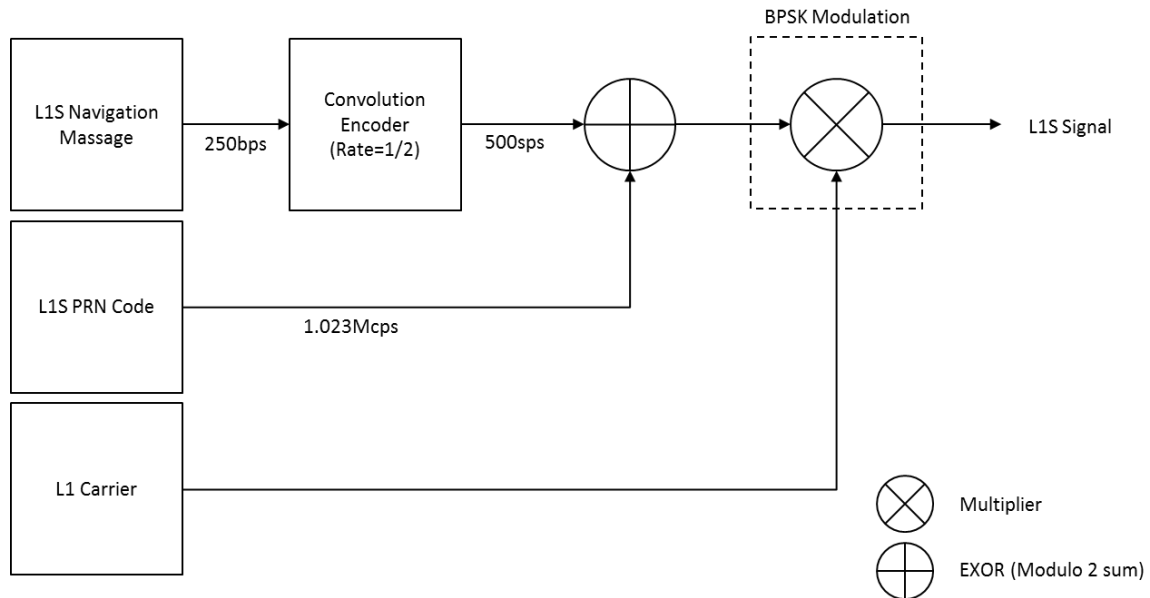 BPSK Modulation
L1S Navigation
Massage
250bps
Convolution
Encoder
(Rate=1/2)
500sps
L1S Signal
L1S PRN Code
1.023Mcps
L1 Carrier
Multiplier
EXOR (Modulo 2 sum)